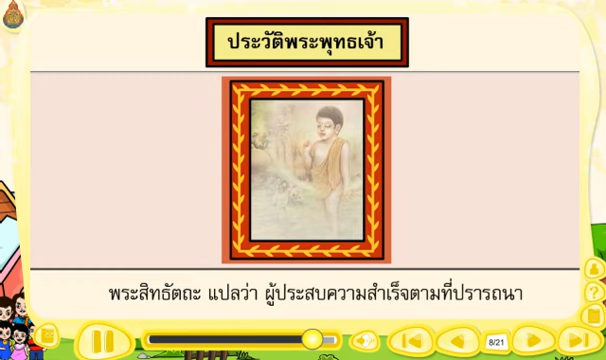 ประวัติพระพุทธเจ้า
พระสิทธัตถะ แปลว่า ผู้ประสบความสำเร็จตามที่ปรารถนา
8/21
?